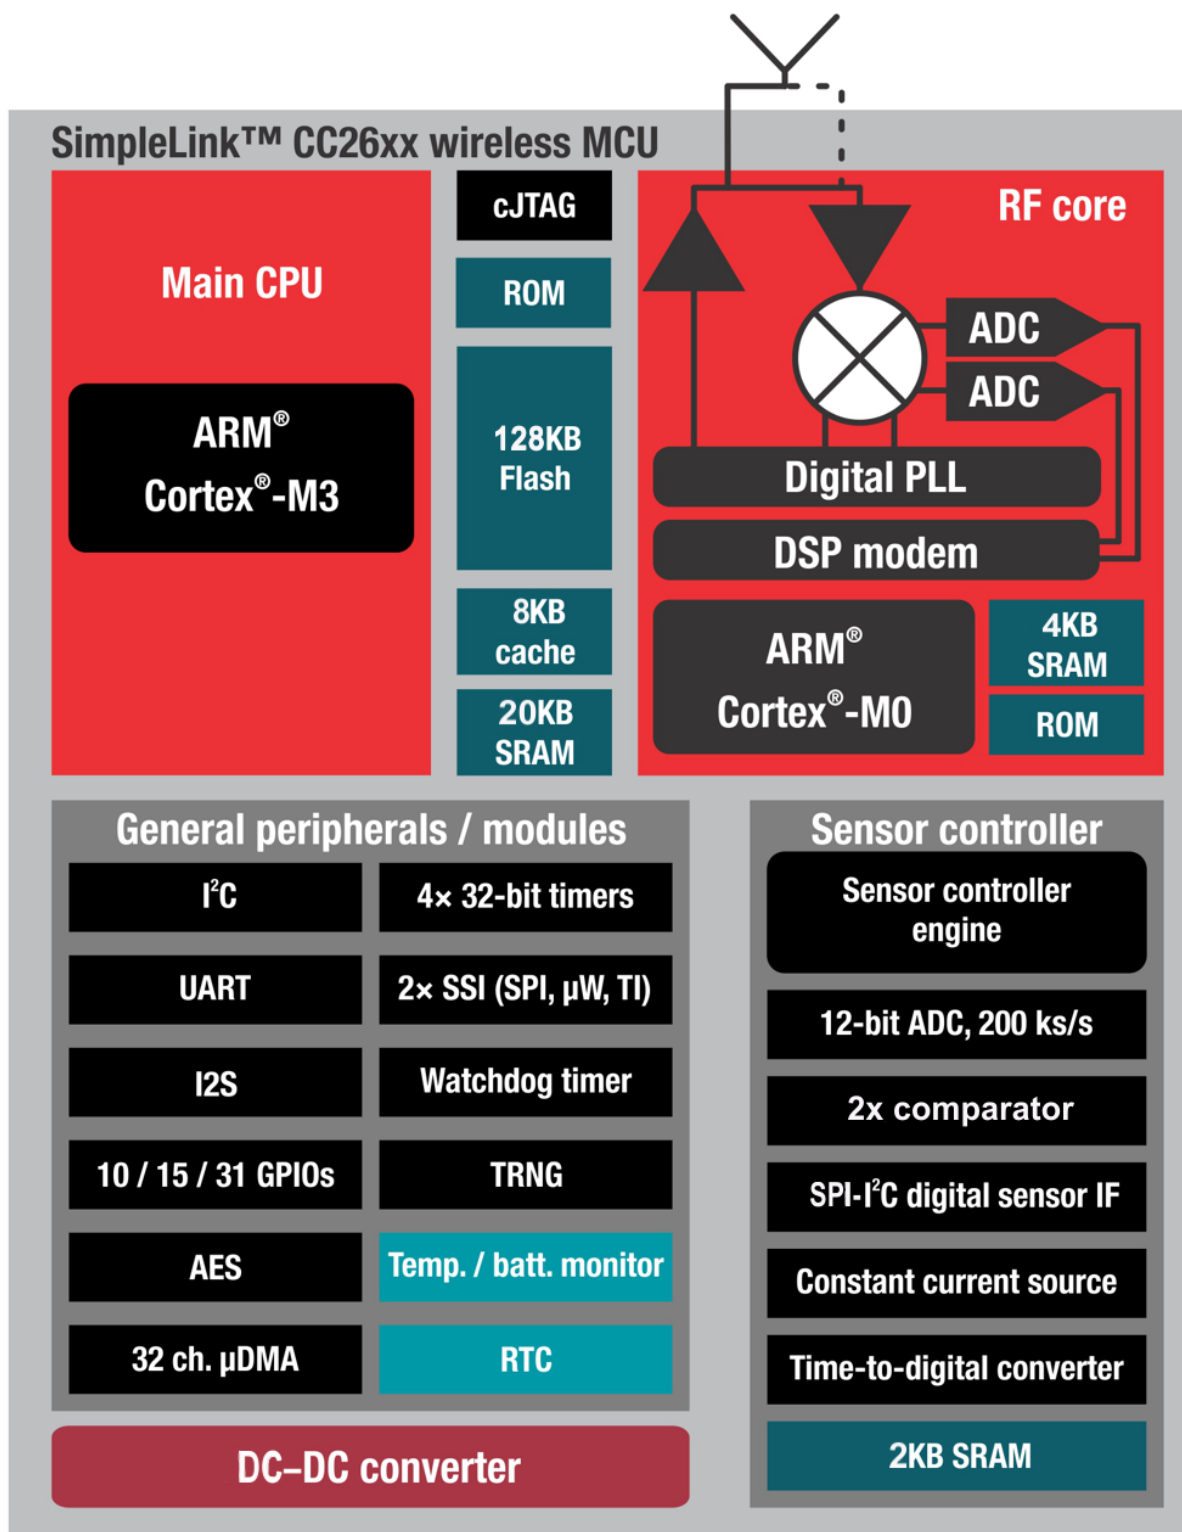 SimpleLink™ CC26xx wireless MCU
Main CPU
ARM®
Cortex®-M3
cJTAG
ROM
128KB
Flash
8KB
cache
20KB
SRAM
RF core
ADC
ADC
Digital PLL
DSP modem
ARM®
Cortex®-M0
4KB
SRAM
ROM
General peripherals / modules
I²C
4× 32-bit timers
UART
2× SSI (SPI, µW, TI)
I2S
Watchdog timer
10 / 15 / 31 GPIOs
TRNG
AES
Temp. / batt. monitor
32 ch. µDMA
RTC
DC–DC converter
Sensor controller
Sensor controller
engine
12-bit ADC, 200 ks/s
2x comparator
SPI-I²C digital sensor IF
Constant current source
Time-to-digital converter
2KB SRAM